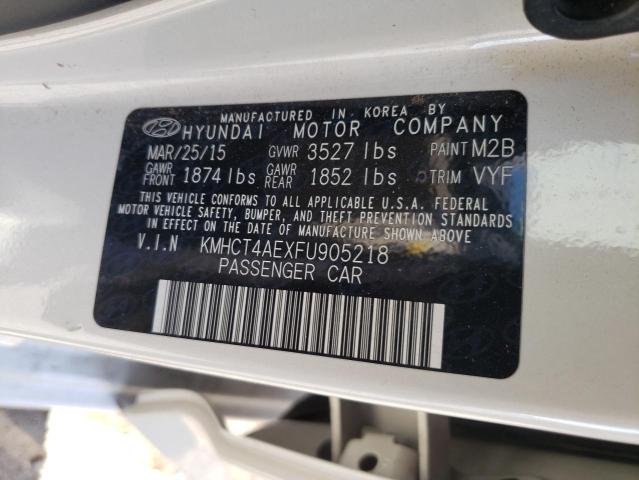 MANUFACTURED IN KOREA BY
HYUNDAI MOTOR COMPANY
MAR/25/15 GVWR 3527 lbs PAINT M2B
GAWR FRONT 1874 lbs GAWR REAR 1852 lbs TRIM VYF
THIS VEHICLE CONFORMS TO ALL APPLICABLE U.S.A. FEDERAL
MOTOR VEHICLE SAFETY, BUMPER, AND THEFT PREVENTION STANDARDS
IN EFFECT ON THE DATE OF MANUFACTURE SHOWN ABOVE.
V.I.N KMHCT4AEXFU905218
PASSENGER CAR